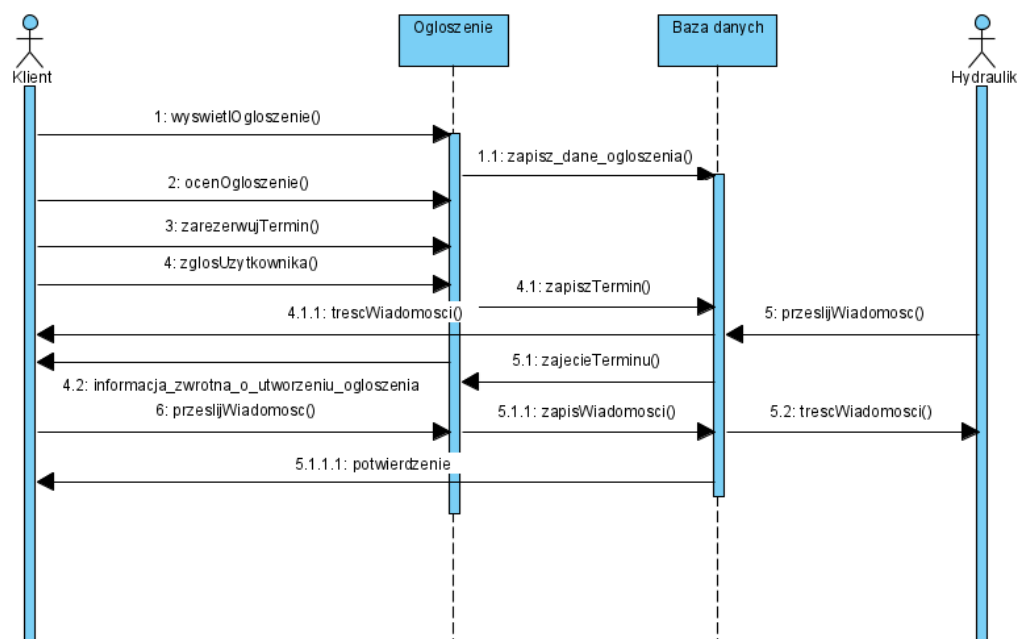 Ogloszenie
Baza danych
Klient
Hydraulik
1: wyswietlOgloszenie()
1.1: zapisz_dane_ogloszenia()
2: ocenOgloszenie()
3: zarezerwujTermin()
4: zglosUzytkownika()
4.1: zapiszTermin()
4.1.1: trescWiadomosci()
5: przeslijWiadomosc()
5.1: zajecieTerminu()
4.2: informacja_zwrotna_o_utworzeniu_ogloszenia
6: przeslijWiadomosc()
5.1.1: zapisWiadomosci()
5.2: trescWiadomosci()
5.1.1.1: potwierdzenie